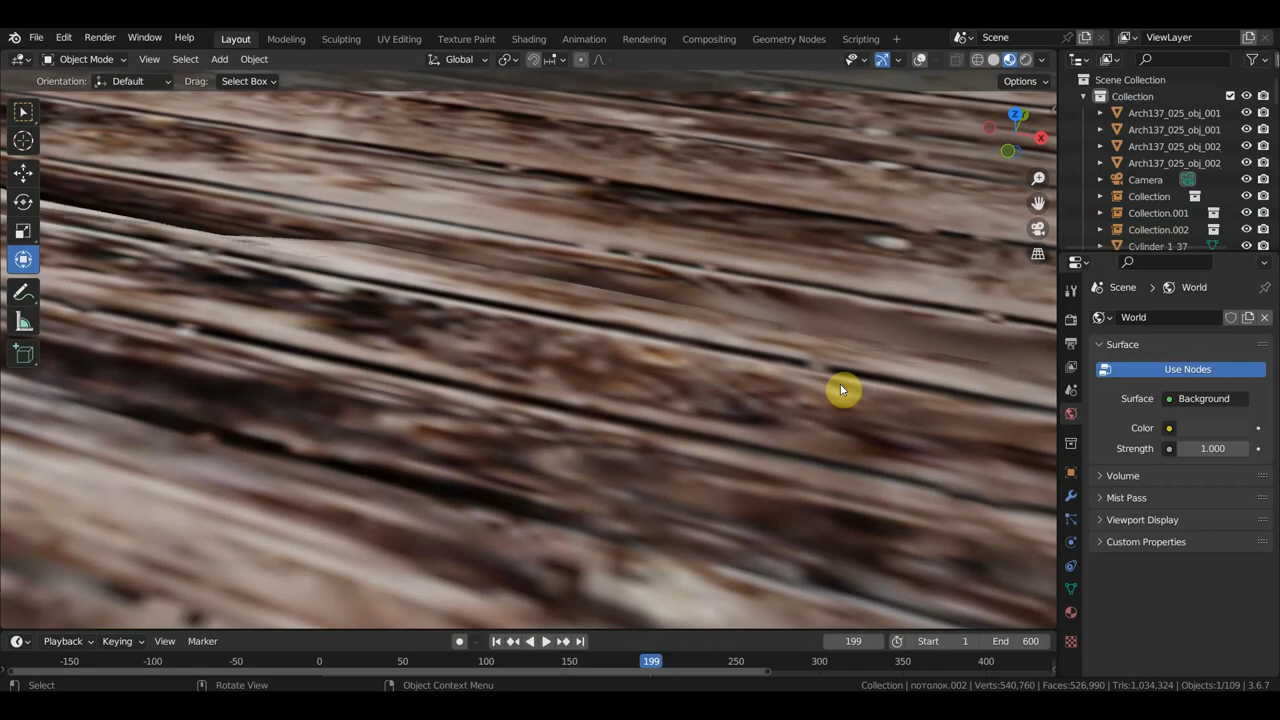 File Edit Render Window Help Layout Modeling Sculpting UV Editing Texture Paint Shading Animation Rendering Compositing Geometry Nodes Scripting + Scene ViewLayer
Object Mode View Select Add Object Global
Orientation: Default Drag: Select Box Options
Scene Collection
Collection
Arch137_025_obj_001
Arch137_025_obj_001
Arch137_025_obj_002
Arch137_025_obj_002
Camera
Collection
Collection.001
Collection.002
Cylinder_1_37
Z
Y
X
Scene > World
World
Surface
Use Nodes
Surface Background
Color
Strength 1.000
Volume
Mist Pass
Viewport Display
Custom Properties
Playback Keying View Marker 199 Start 1 End 600
-150 -100 -50 0 50 100 150 199 250 300 350 400
Select Rotate View Object Context Menu Collection | потолок.002 | Verts:540,760 | Faces:526,990 | Tris:1,034,324 | Objects:1/109 | 3.6.7